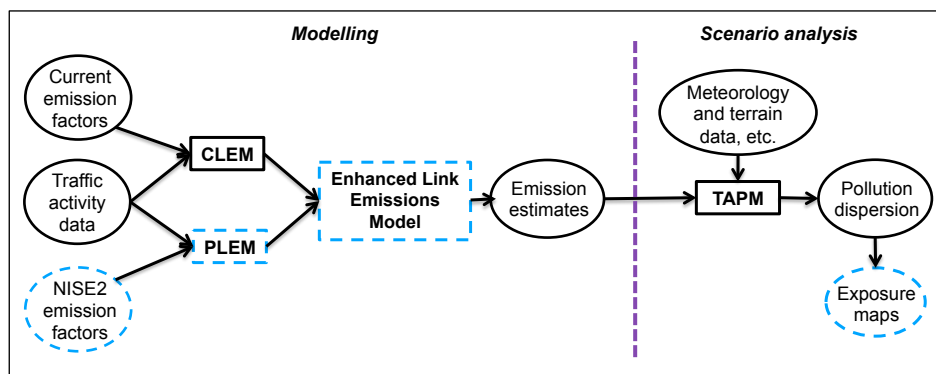 Modelling
Scenario analysis
Current
emission
factors
Traffic
activity
data
NISE2
emission
factors
CLEM
PLEM
Enhanced Link
Emissions
Model
Emission
estimates
Meteorology
and terrain
data, etc.
TAPM
Pollution
dispersion
Exposure
maps